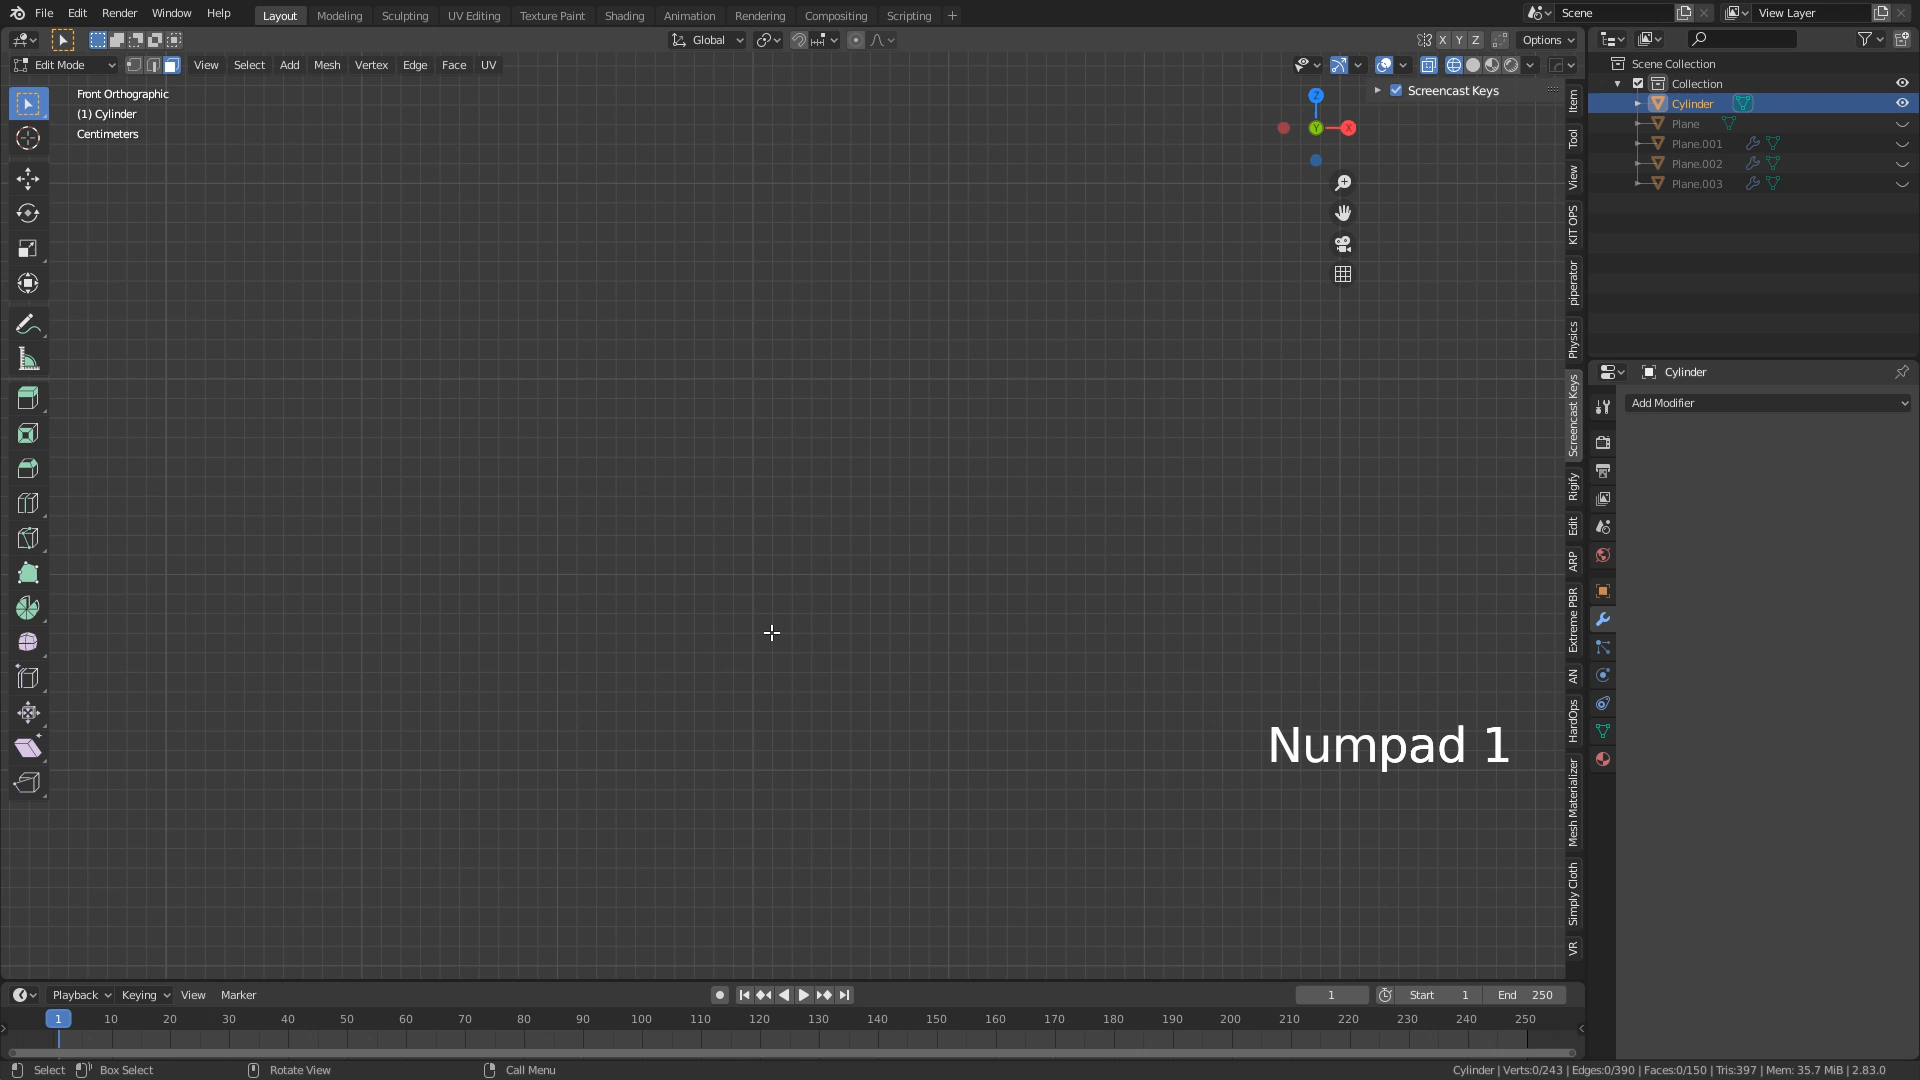 File Edit Render Window Help Layout Modeling Sculpting UV Editing Texture Paint Shading Animation Rendering Compositing Scripting + Scene View Layer
Global X Y Z Options
Edit Mode View Select Add Mesh Vertex Edge Face UV
Front Orthographic
(1) Cylinder
Centimeters
Z
Y
X
Screencast Keys
Item
Tool
View
KIT OPS
piperator
Physics
Screencast Keys
Rigify
Edit
ARP
Extreme PBR
AN
HardOps
Mesh Materializer
Simply Cloth
VR
Scene Collection
Collection
Cylinder
Plane
Plane.001
Plane.002
Plane.003
Cylinder
Add Modifier
Numpad 1
Playback Keying View Marker 1 Start 1 End 250
1 10 20 30 40 50 60 70 80 90 100 110 120 130 140 150 160 170 180 190 200 210 220 230 240 250
Select Box Select Rotate View Call Menu Cylinder | Verts:0/243 | Edges:0/390 | Faces:0/150 | Tris:397 | Mem: 35.7 MiB | 2.83.0